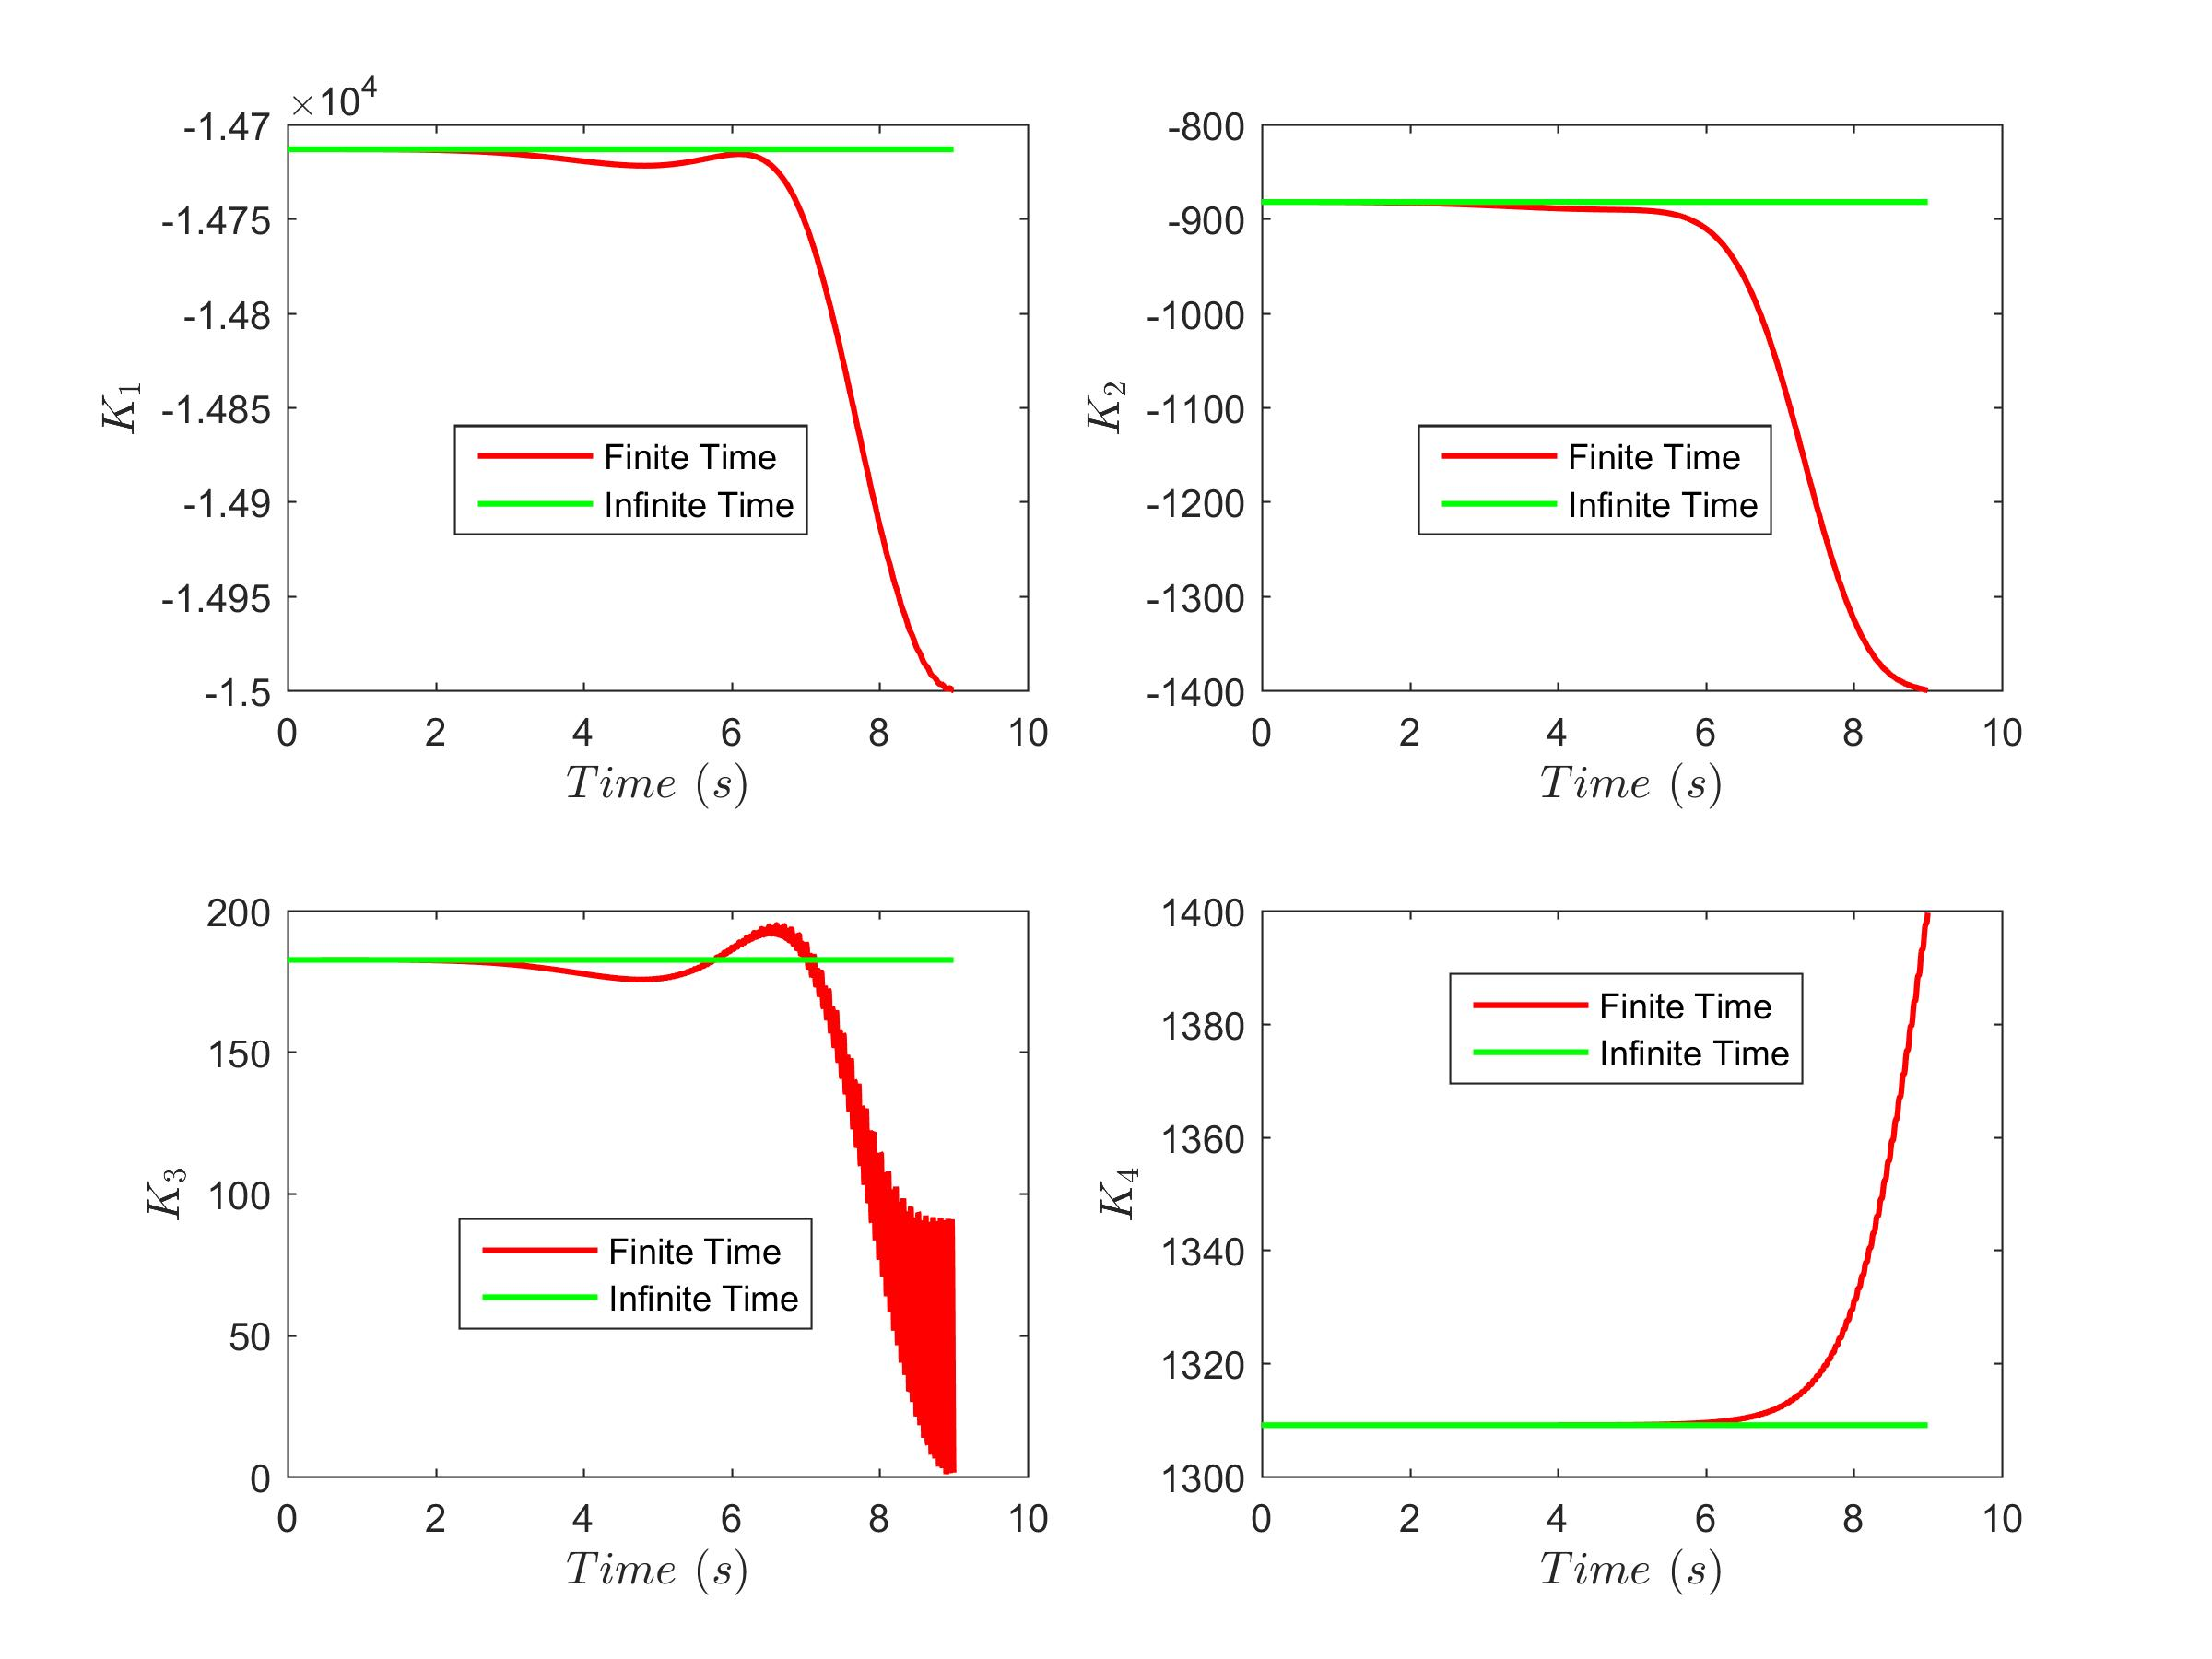 ×10⁴
-1.47
-1.475
-1.48
-1.485
-1.49
-1.495
-1.5
K₁
Finite Time
Infinite Time
0 2 4 6 8 10
Time (s)
-800
-900
-1000
-1100
-1200
-1300
-1400
K₂
Finite Time
Infinite Time
0 2 4 6 8 10
Time (s)
200
150
100
50
0
K₃
Finite Time
Infinite Time
0 2 4 6 8 10
Time (s)
1400
1380
1360
1340
1320
1300
K₄
Finite Time
Infinite Time
0 2 4 6 8 10
Time (s)